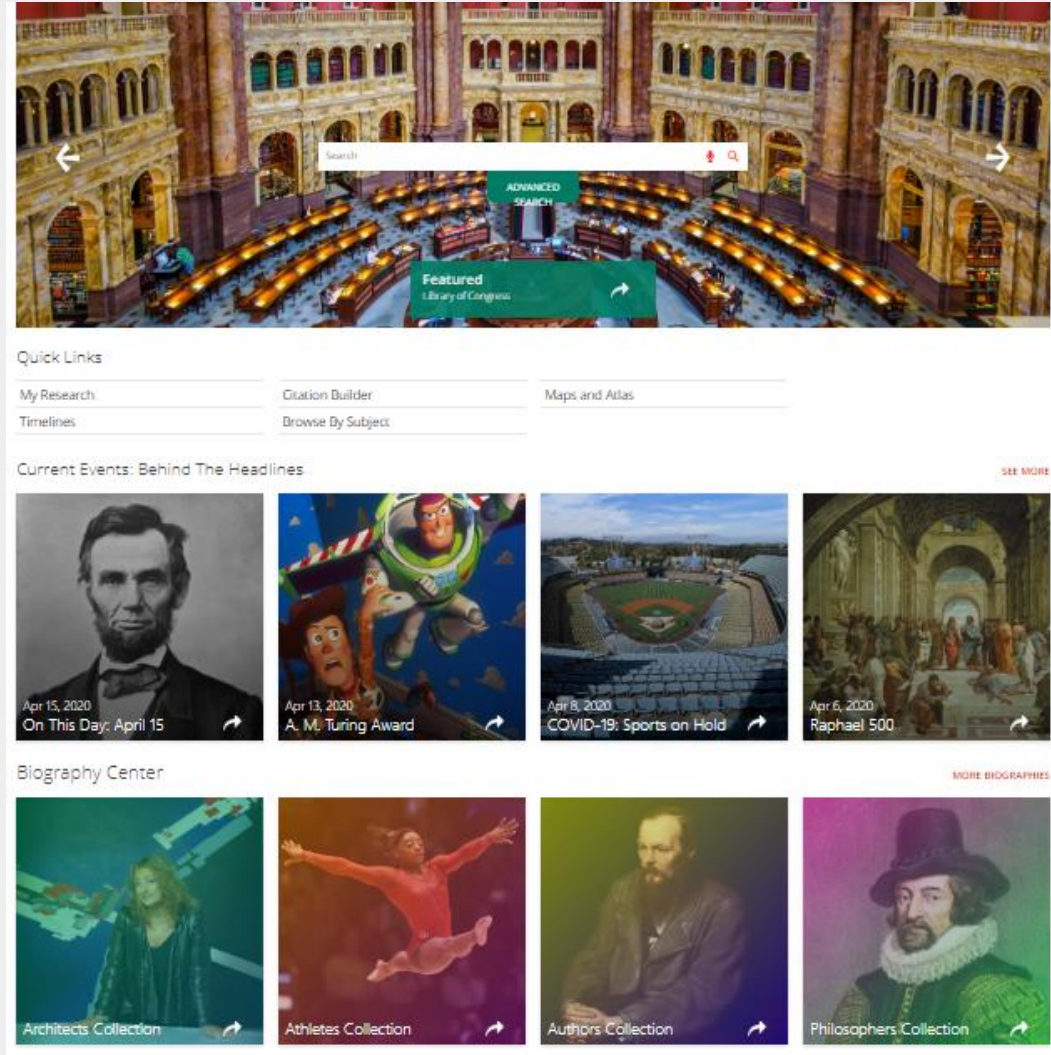 Search
ADVANCED
SEARCH
Featured
Library of Congress
Quick Links
My Research
Citation Builder
Maps and Atlas
Timelines
Browse By Subject
Current Events: Behind The Headlines
SEE MORE
Apr 15, 2020
On This Day: April 15
Apr 13, 2020
A. M. Turing Award
Apr 8, 2020
COVID-19: Sports on Hold
Apr 6, 2020
Raphael 500
Biography Center
MORE BIOGRAPHIES
Architects Collection
Athletes Collection
Authors Collection
Philosophers Collection